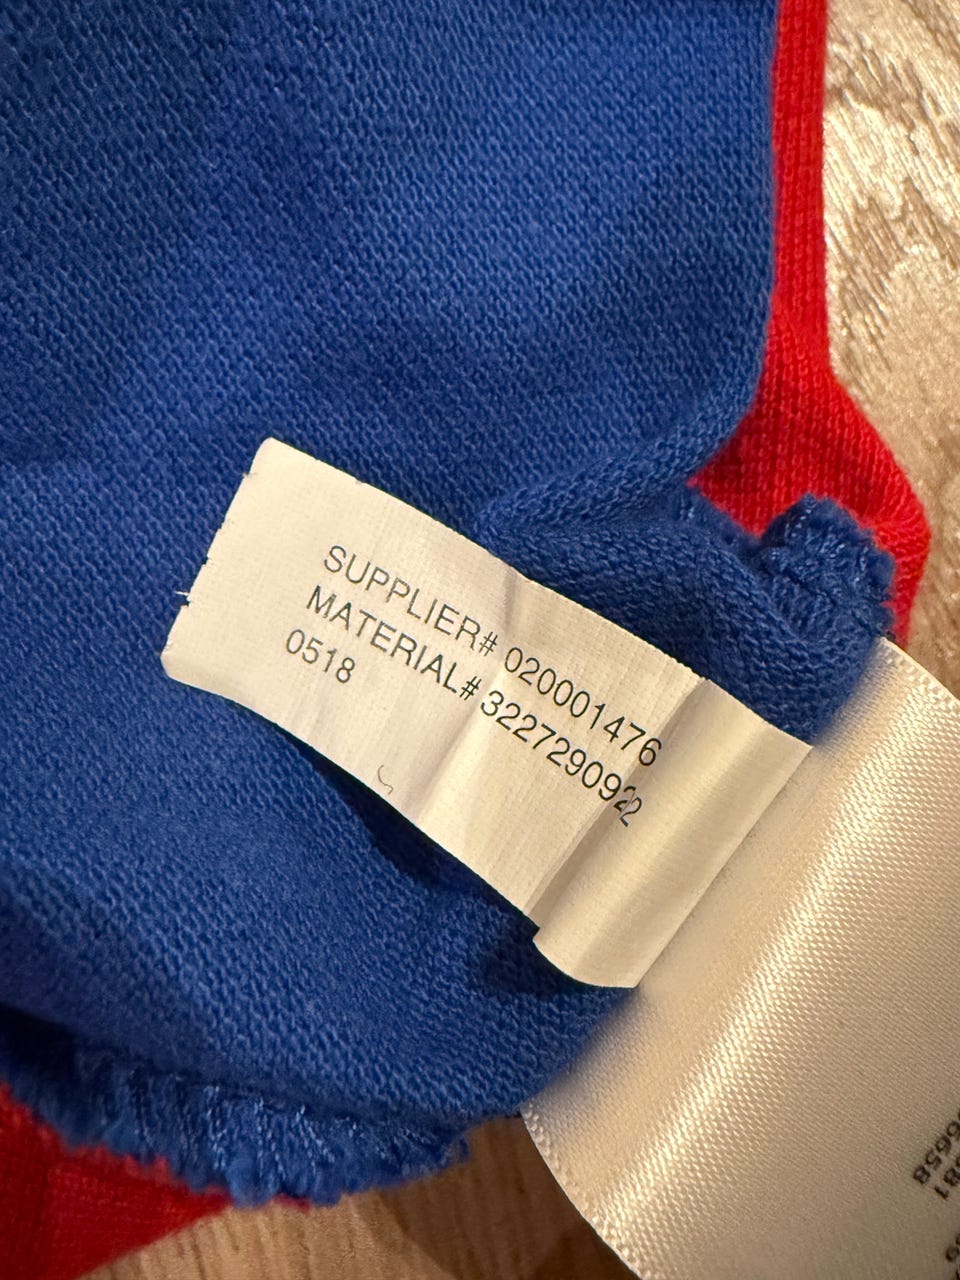 SUPPLIER# 020001476
MATERIAL# 3227290922
0518